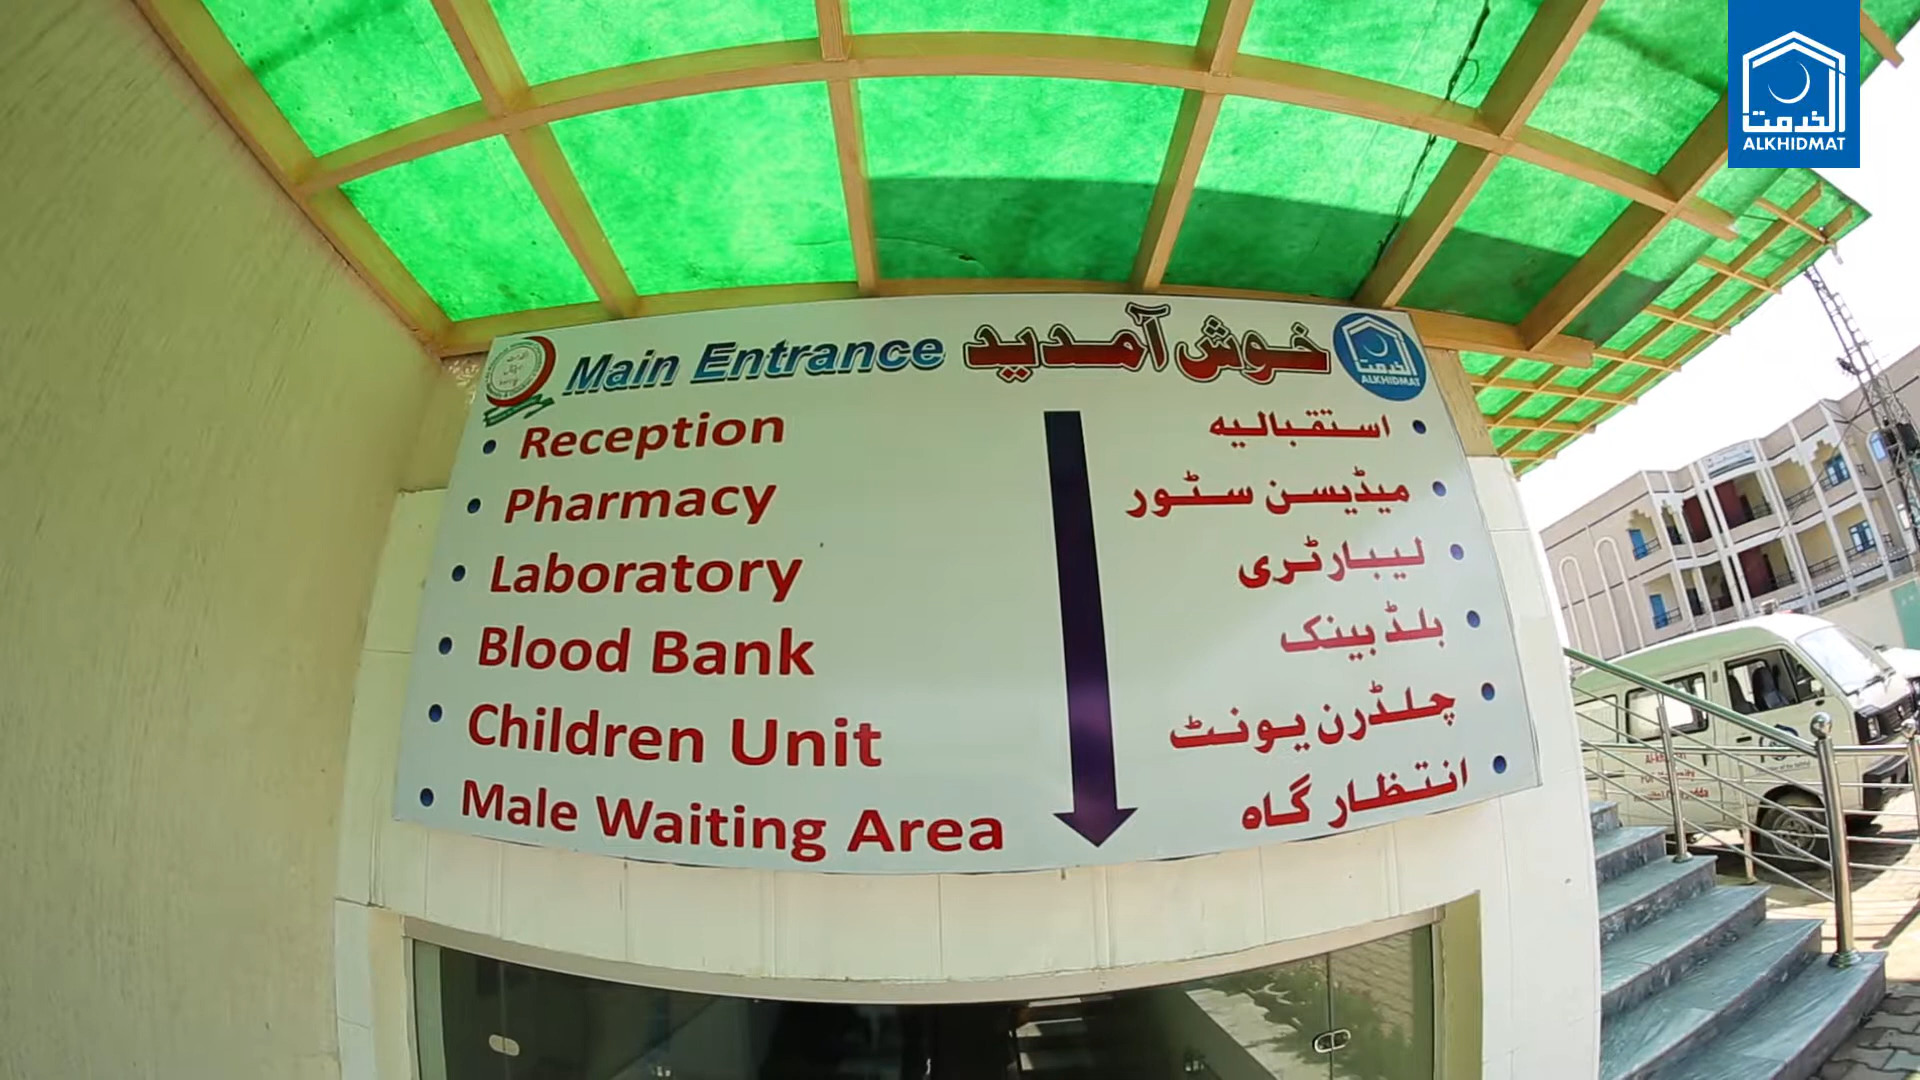 الخدمت
ALKHIDMAT
Main Entrance خوش آمدید
الخدمت
ALKHIDMAT
• Reception
• Pharmacy
• Laboratory
• Blood Bank
• Children Unit
• Male Waiting Area
• استقبالیہ
• میڈیسن سٹور
• لیبارٹری
• بلڈ بینک
• چلڈرن یونٹ
• انتظار گاہ